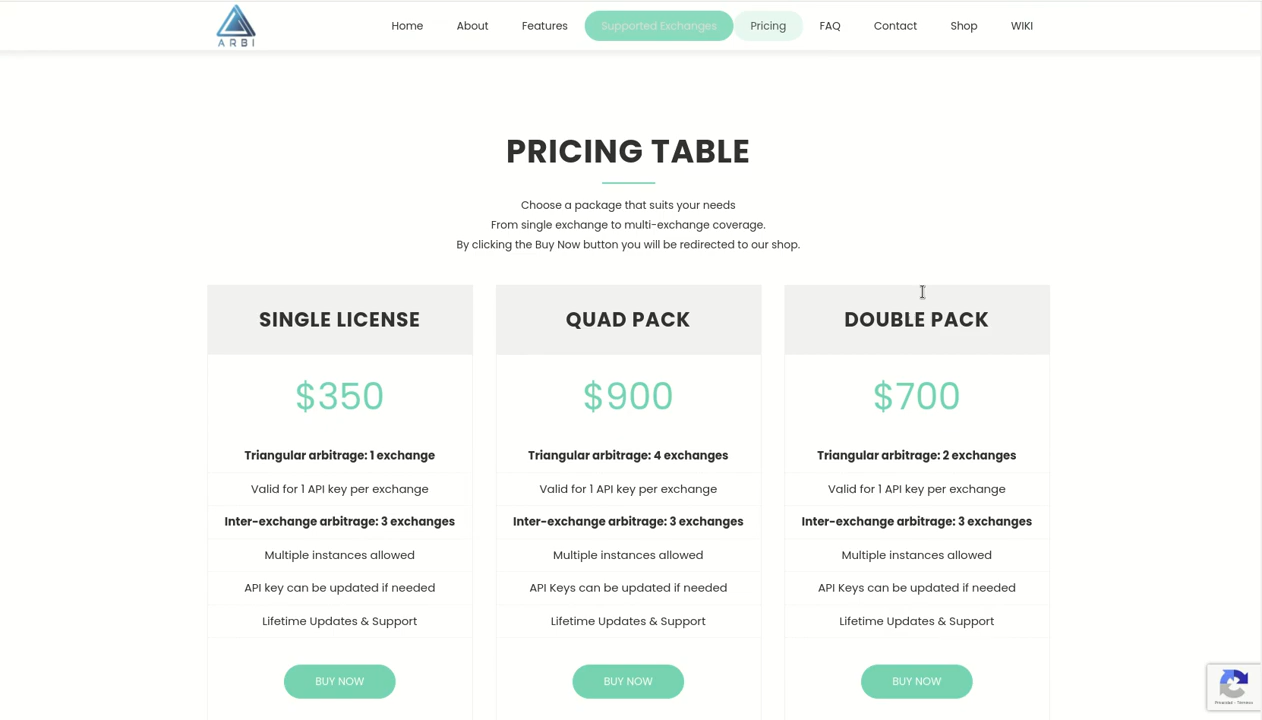 ARBI
Home
About
Features
Supported Exchanges
Pricing
FAQ
Contact
Shop
WIKI
PRICING TABLE
Choose a package that suits your needs
From single exchange to multi-exchange coverage.
By clicking the Buy Now button you will be redirected to our shop.
SINGLE LICENSE
$350
Triangular arbitrage: 1 exchange
Valid for 1 API key per exchange
Inter-exchange arbitrage: 3 exchanges
Multiple instances allowed
API key can be updated if needed
Lifetime Updates & Support
BUY NOW
QUAD PACK
$900
Triangular arbitrage: 4 exchanges
Valid for 1 API key per exchange
Inter-exchange arbitrage: 3 exchanges
Multiple instances allowed
API Keys can be updated if needed
Lifetime Updates & Support
BUY NOW
DOUBLE PACK
$700
Triangular arbitrage: 2 exchanges
Valid for 1 API key per exchange
Inter-exchange arbitrage: 3 exchanges
Multiple instances allowed
API Keys can be updated if needed
Lifetime Updates & Support
BUY NOW